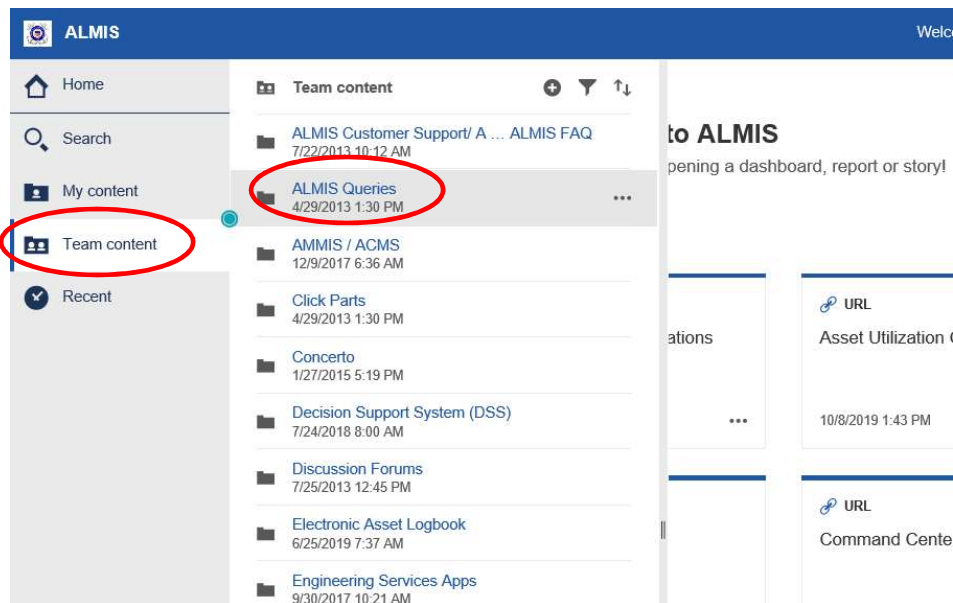 ALMIS
Home
Search
My content
Team content
Recent
Team content
ALMIS Customer Support/ A ... ALMIS FAQ
7/22/2013 10:12 AM
ALMIS Queries
4/29/2013 1:30 PM
AMMIS / ACMS
12/9/2017 6:36 AM
Click Parts
4/29/2013 1:30 PM
Concerto
1/27/2015 5:19 PM
Decision Support System (DSS)
7/24/2018 8:00 AM
Discussion Forums
7/25/2013 12:45 PM
Electronic Asset Logbook
6/25/2019 7:37 AM
Engineering Services Apps
9/30/2017 10:21 AM
Welc
to ALMIS
pening a dashboard, report or story!
ations
URL
Asset Utilization
10/8/2019 1:43 PM
URL
Command Cente